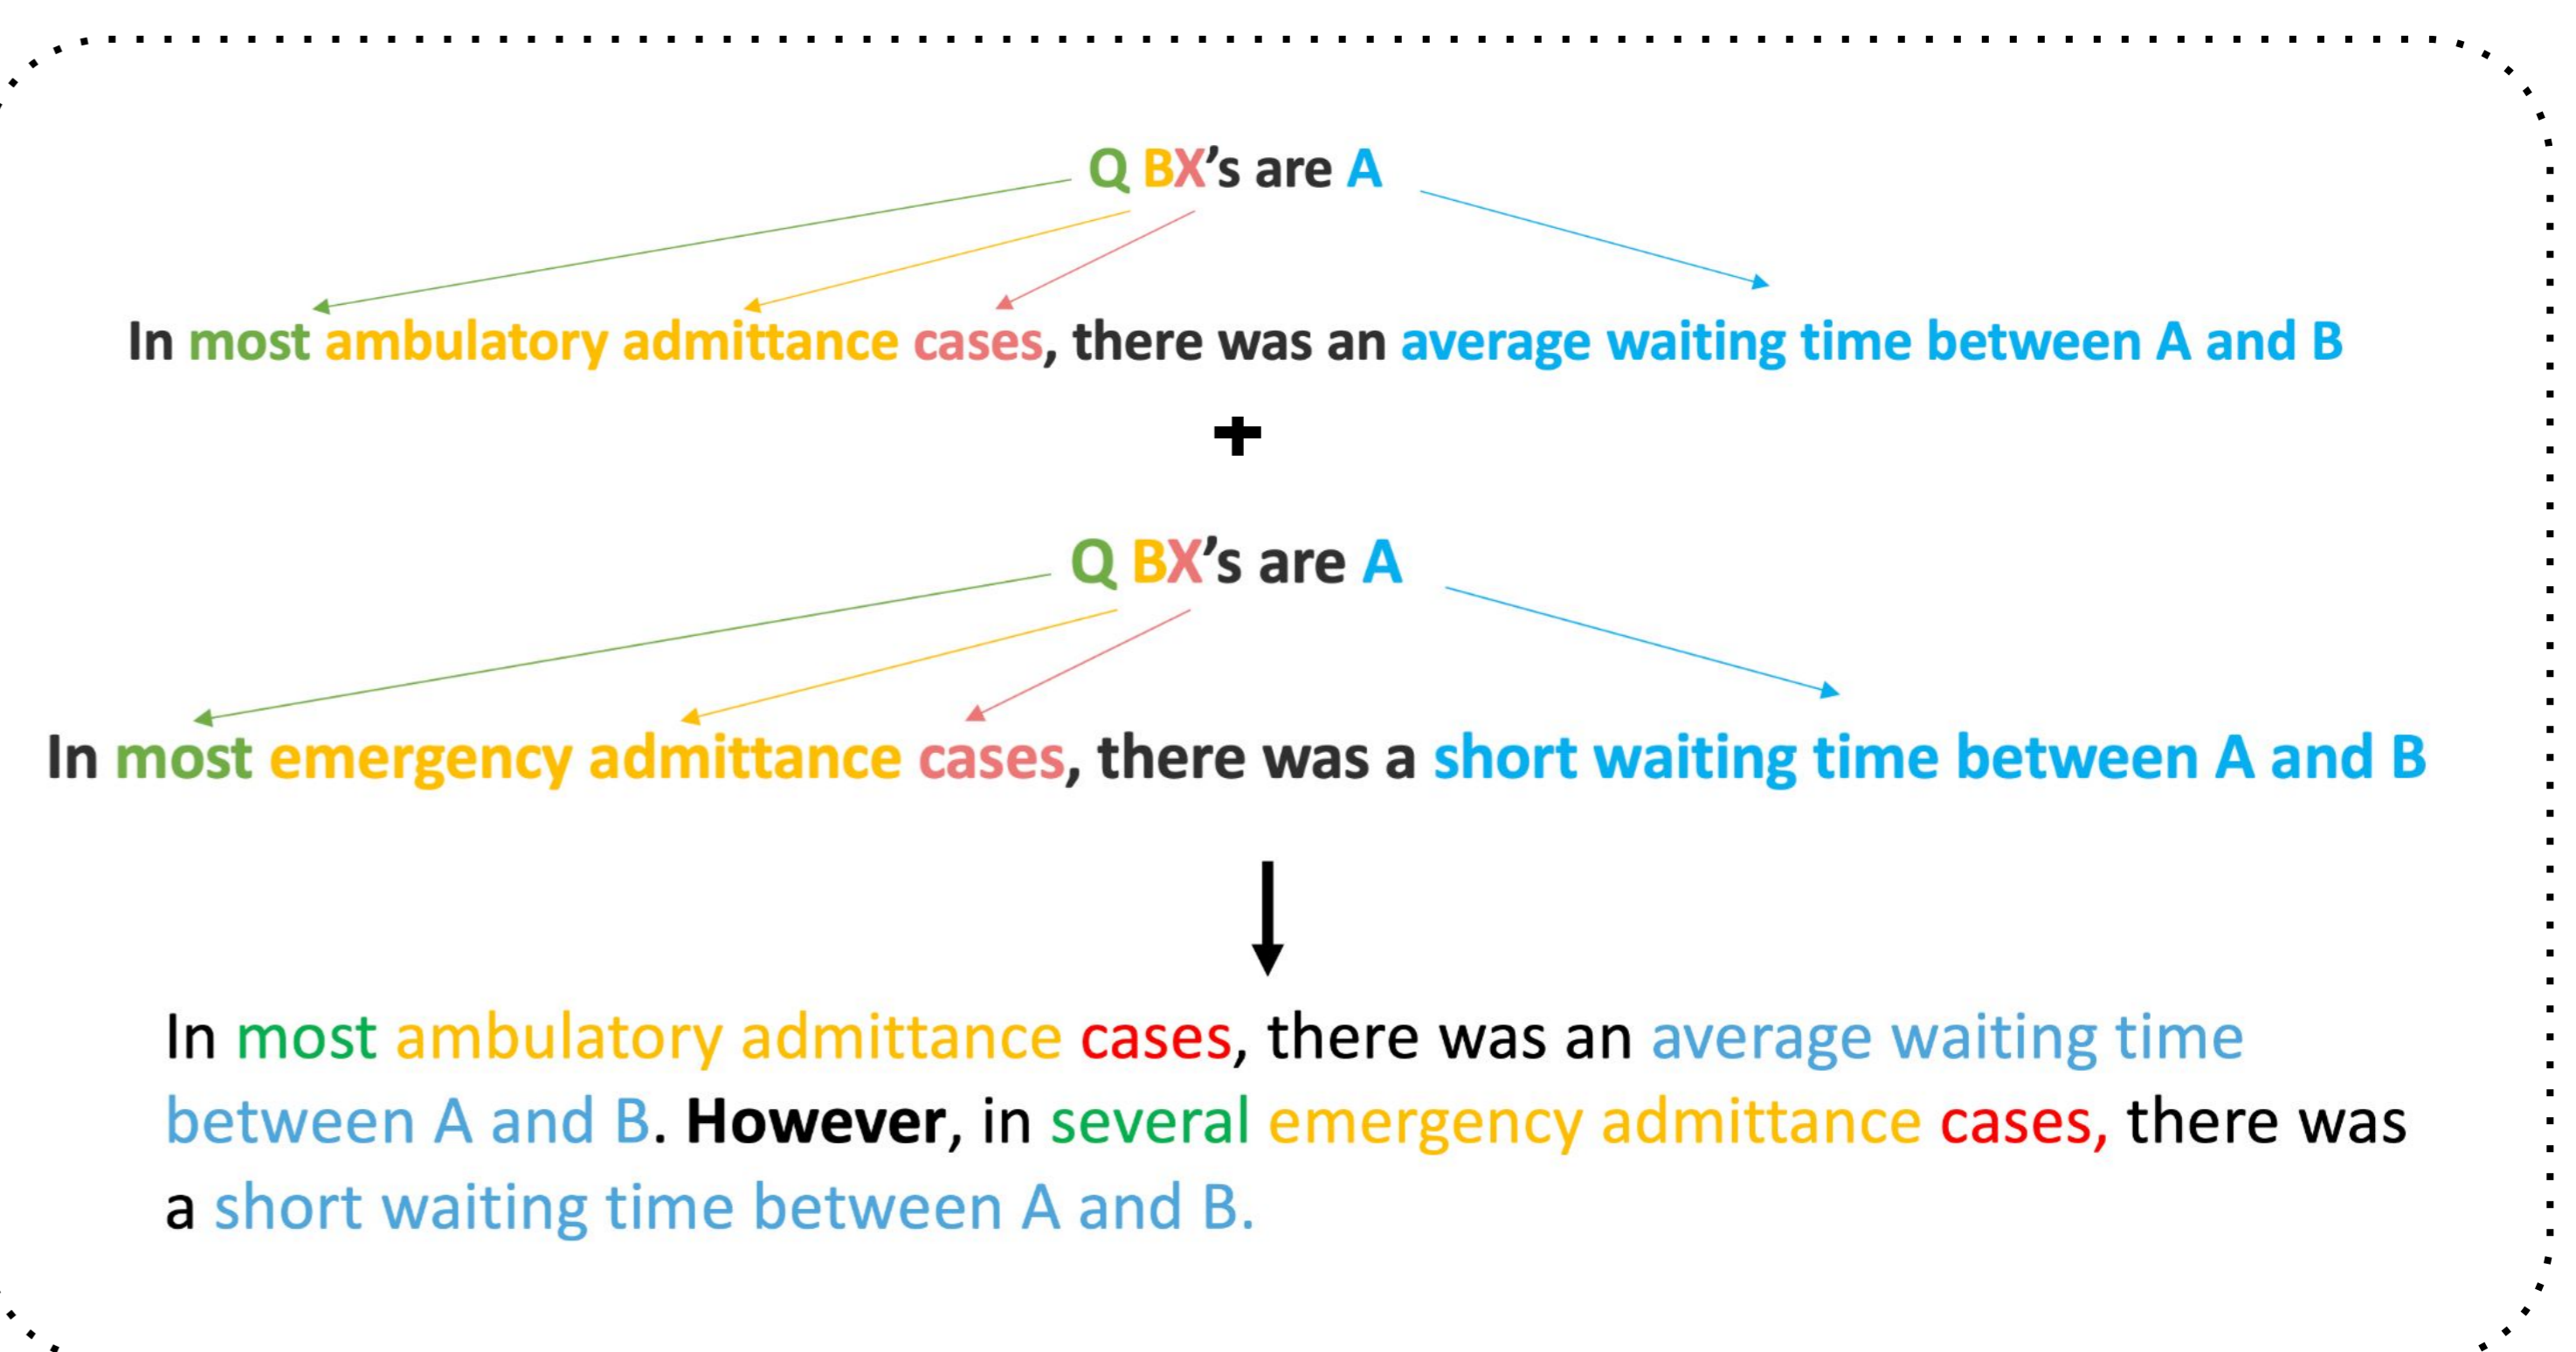 Q BX’s are A
In most ambulatory admittance cases, there was an average waiting time between A and B
+
Q BX’s are A
In most emergency admittance cases, there was a short waiting time between A and B
In most ambulatory admittance cases, there was an average waiting time
between A and B. However, in several emergency admittance cases, there was
a short waiting time between A and B.